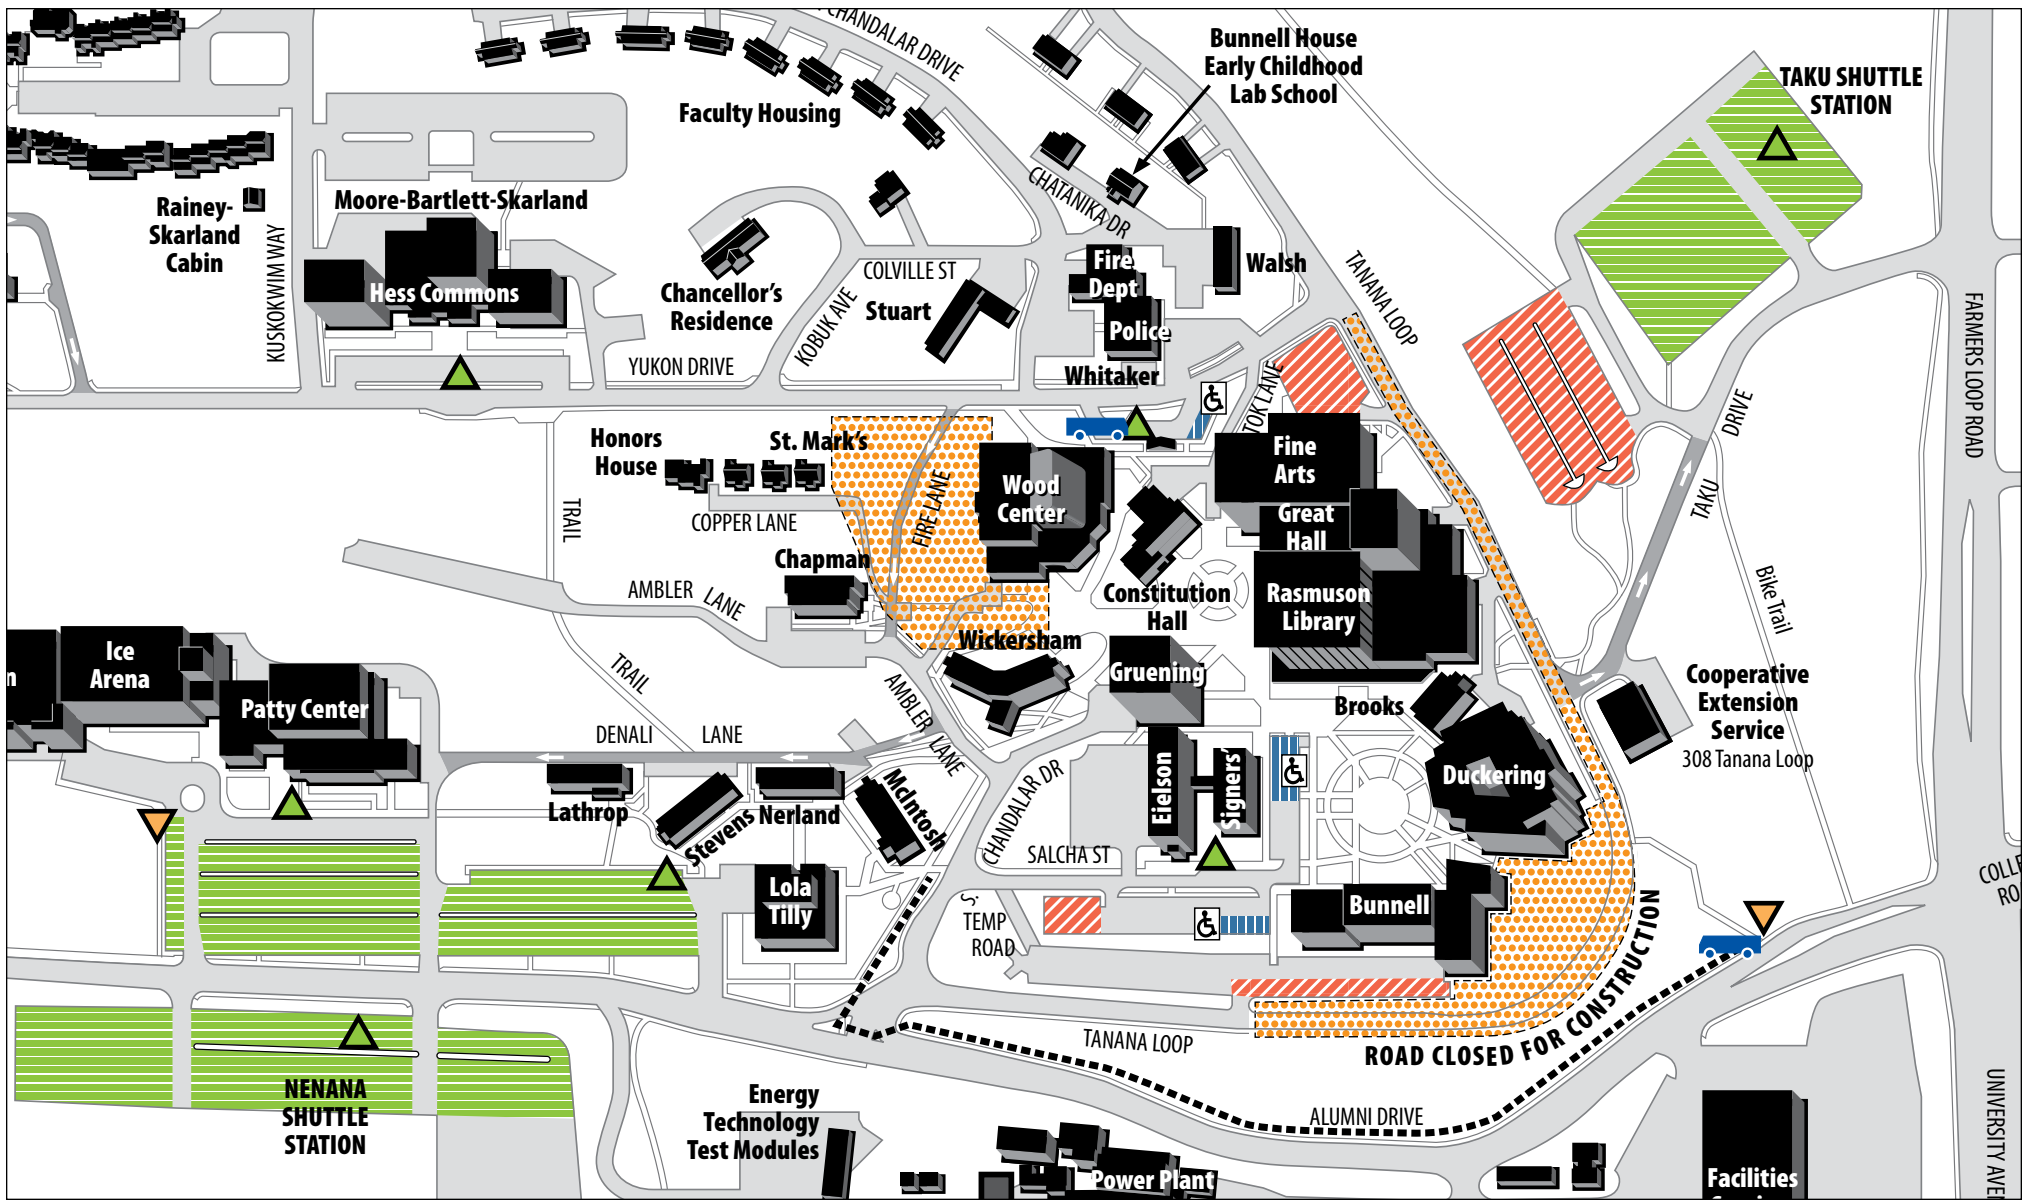 CHANDALAR DRIVE
Bunnell House
Early Childhood
Lab School
TAKU SHUTTLE
STATION
Faculty Housing
Rainey-
Skarland
Cabin
KUSKOKWIM WAY
Moore-Bartlett-Skarland
Hess Commons
Chancellor's
Residence
CHATANIKA DR
COLVILLE ST
KOBUK AVE
Stuart
Fire
Dept
Police
Walsh
TANANA LOOP
FARMERS LOOP ROAD
YUKON DRIVE
Whitaker
TOK LANE
TAKU DRIVE
Honors
House
St. Mark's
FIRE LANE
Wood
Center
Fine
Arts
Great
Hall
TRAIL
COPPER LANE
Chapman
AMBLER LANE
Constitution
Hall
Rasmuson
Library
Bike Trail
Ice
Arena
n
Patty Center
TRAIL
Wickersham
Gruening
AMBLER LANE
Brooks
Cooperative
Extension
Service
308 Tanana Loop
DENALI LANE
Lathrop
Stevens
Nerland
McIntosh
CHANDALAR DR
Eielson
Signers'
Duckering
SALCHA ST
Lola
Tilly
TEMP
ROAD
Bunnell
COLLE
RO
ROAD CLOSED FOR CONSTRUCTION
TANANA LOOP
ALUMNI DRIVE
NENANA
SHUTTLE
STATION
Energy
Technology
Test Modules
Power Plant
Facilities
UNIVERSITY AVE